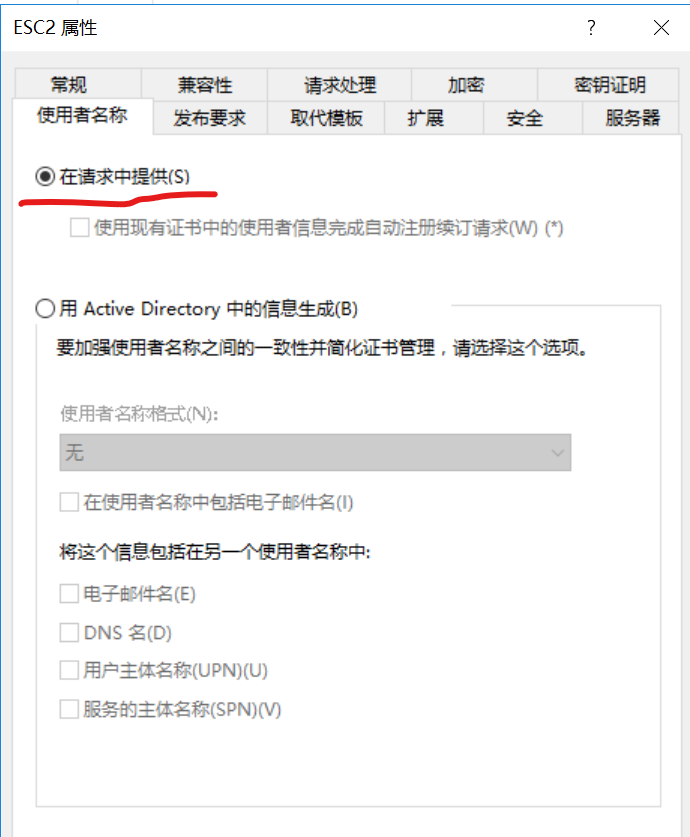 ESC2 属性
常规 兼容性 请求处理 加密 密钥证明
使用者名称 发布要求 取代模板 扩展 安全 服务器
在请求中提供(S)
使用现有证书中的使用者信息完成自动注册续订请求(W) (*)
用 Active Directory 中的信息生成(B)
要加强使用者名称之间的一致性并简化证书管理，请选择这个选项。
使用者名称格式(N):
无
在使用者名称中包括电子邮件名(I)
将这个信息包括在另一个使用者名称中:
电子邮件名(E)
DNS 名(D)
用户主体名称(UPN)(U)
服务的主体名称(SPN)(V)